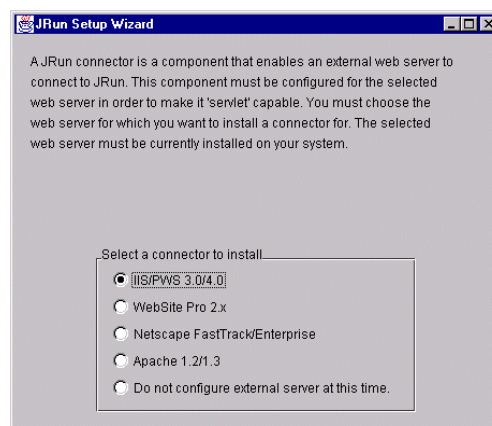 JRun Setup Wizard
A JRun connector is a component that enables an external web server to
connect to JRun. This component must be configured for the selected
web server in order to make it 'servlet' capable. You must choose the
web server for which you want to install a connector for. The selected
web server must be currently installed on your system.
Select a connector to install
IIS/PWS 3.0/4.0
WebSite Pro 2.x
Netscape FastTrack/Enterprise
Apache 1.2/1.3
Do not configure external server at this time.